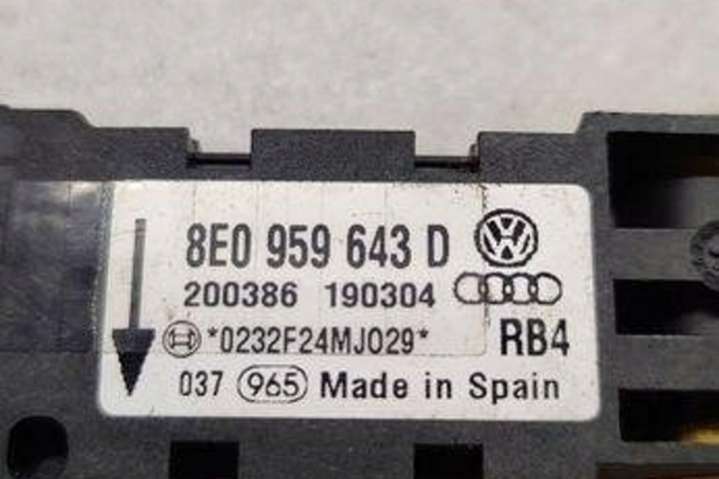 8E0 959 643 D
200386 190304
*0232F24MJ029* RB4
037 965 Made in Spain